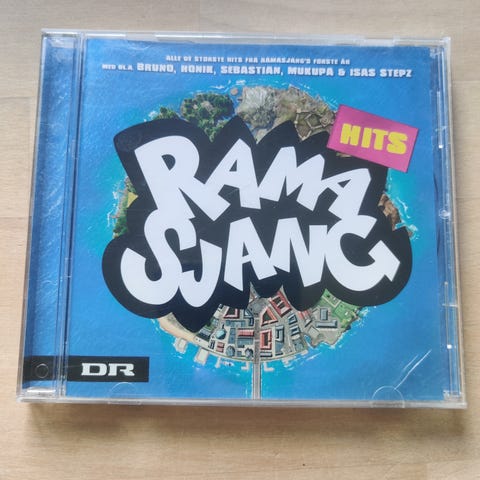 ALLE DE STØRSTE HITS FRA RAMASJANG'S FØRSTE ÅR
MED BL.A. BRUNO, HONIK, SEBASTIAN, MUKUPA & ISAS STEPZ
HITS
RAMA
SJANG
DR